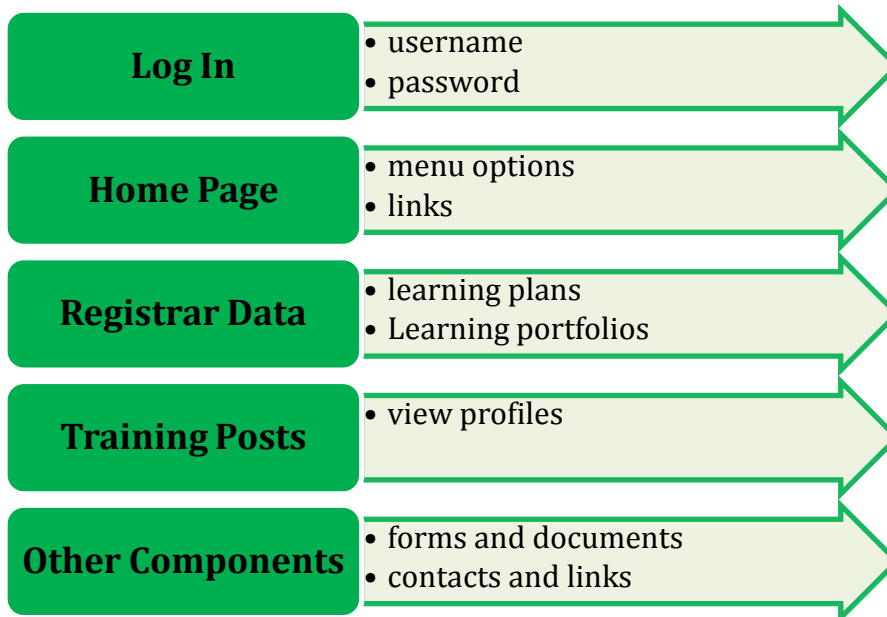 Log In
• username
• password
Home Page
• menu options
• links
Registrar Data
• learning plans
• Learning portfolios
Training Posts
• view profiles
Other Components
• forms and documents
• contacts and links